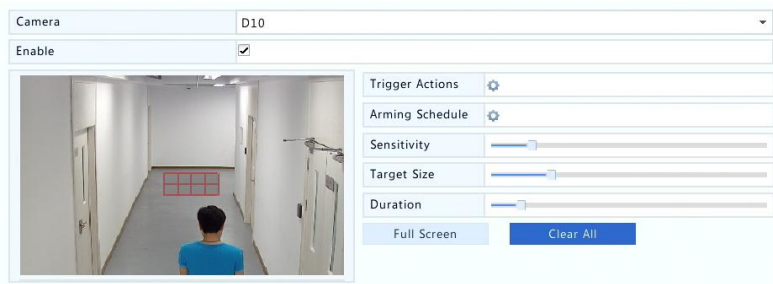 Camera
D10
Enable
Trigger Actions
Arming Schedule
Sensitivity
Target Size
Duration
Full Screen
Clear All